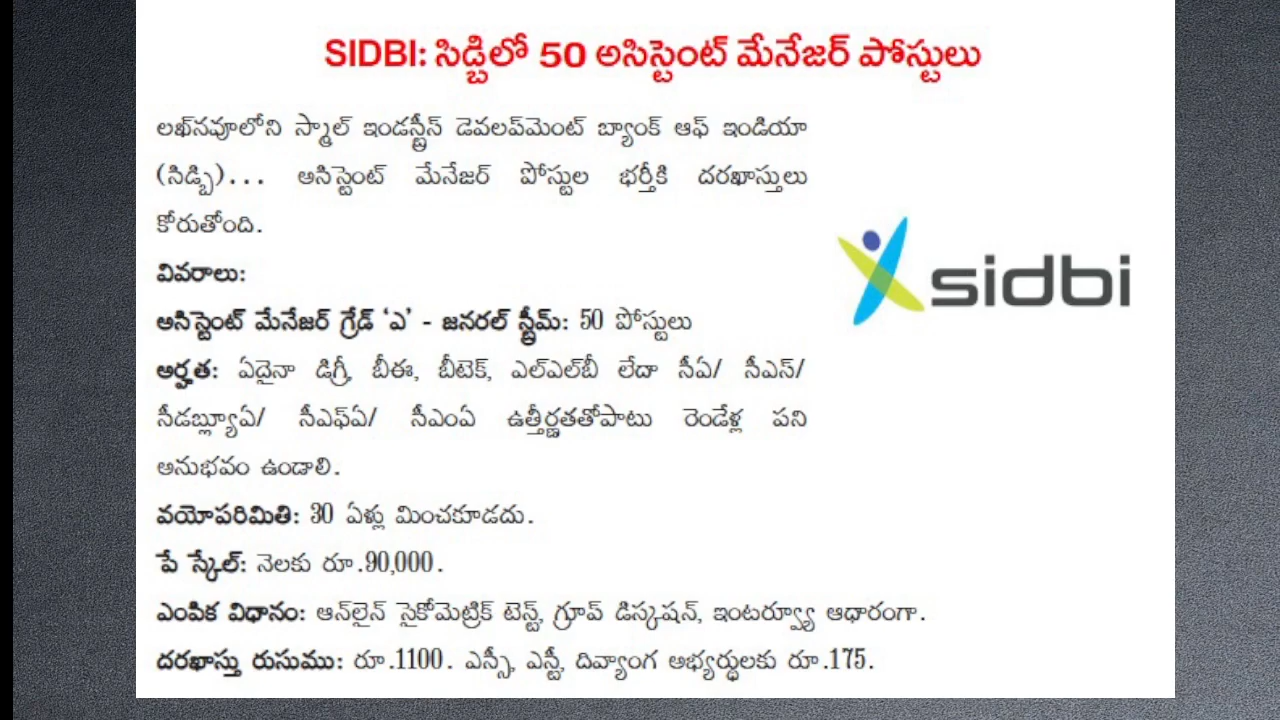 SIDBI: సిడ్బిలో 50 అసిస్టెంట్ మేనేజర్ పోస్టులు
లఖ్‌నవూలోని స్మాల్ ఇండస్ట్రీస్ డెవలప్‌మెంట్ బ్యాంక్ ఆఫ్ ఇండియా
(సిడ్బి)... అసిస్టెంట్ మేనేజర్ పోస్టుల భర్తీకి దరఖాస్తులు
కోరుతోంది.
sidbi
వివరాలు:
అసిస్టెంట్ మేనేజర్ గ్రేడ్ ‘ఎ’ - జనరల్ స్ట్రీమ్: 50 పోస్టులు
అర్హత: ఏదైనా డిగ్రీ, బీఈ, బీటెక్, ఎల్ఎల్‌బీ లేదా సీఏ/ సీఎస్/
సీడబ్ల్యూఏ/ సీఎఫ్ఏ/ సీఎంఏ ఉత్తీర్ణతతోపాటు రెండేళ్ల పని
అనుభవం ఉండాలి.
వయోపరిమితి: 30 ఏళ్లు మించకూడదు.
పే స్కేల్: నెలకు రూ.90,000.
ఎంపిక విధానం: ఆన్‌లైన్ సైకోమెట్రిక్ టెస్ట్, గ్రూప్ డిస్కషన్, ఇంటర్వ్యూ ఆధారంగా.
దరఖాస్తు రుసుము: రూ.1100. ఎస్సీ, ఎస్టీ, దివ్యాంగ అభ్యర్థులకు రూ.175.